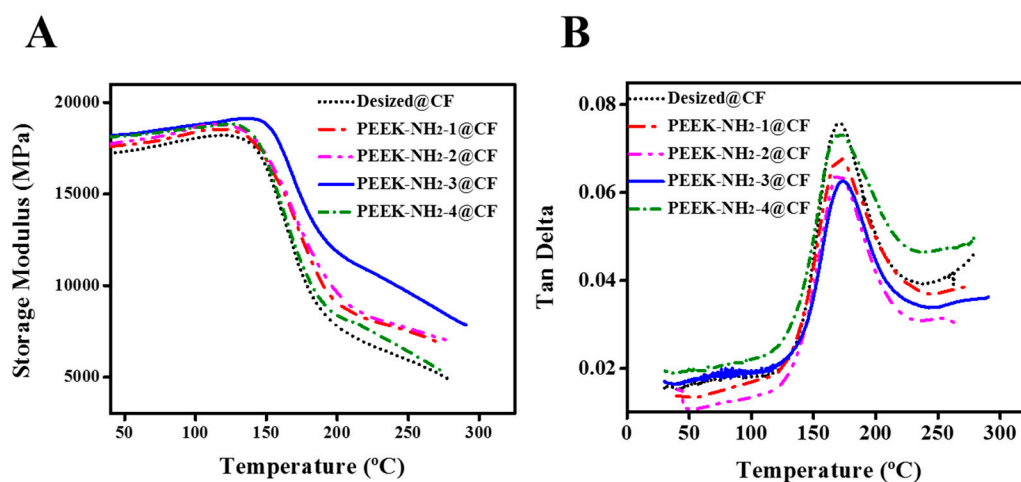 A
Storage Modulus (MPa)
20000
15000
10000
5000
50
100
150
200
250
300
Temperature (ºC)
Desized@CF
PEEK-NH2-1@CF
PEEK-NH2-2@CF
PEEK-NH2-3@CF
PEEK-NH2-4@CF
B
Tan Delta
0.08
0.06
0.04
0.02
0
50
100
150
200
250
300
Temperature (ºC)
Desized@CF
PEEK-NH2-1@CF
PEEK-NH2-2@CF
PEEK-NH2-3@CF
PEEK-NH2-4@CF